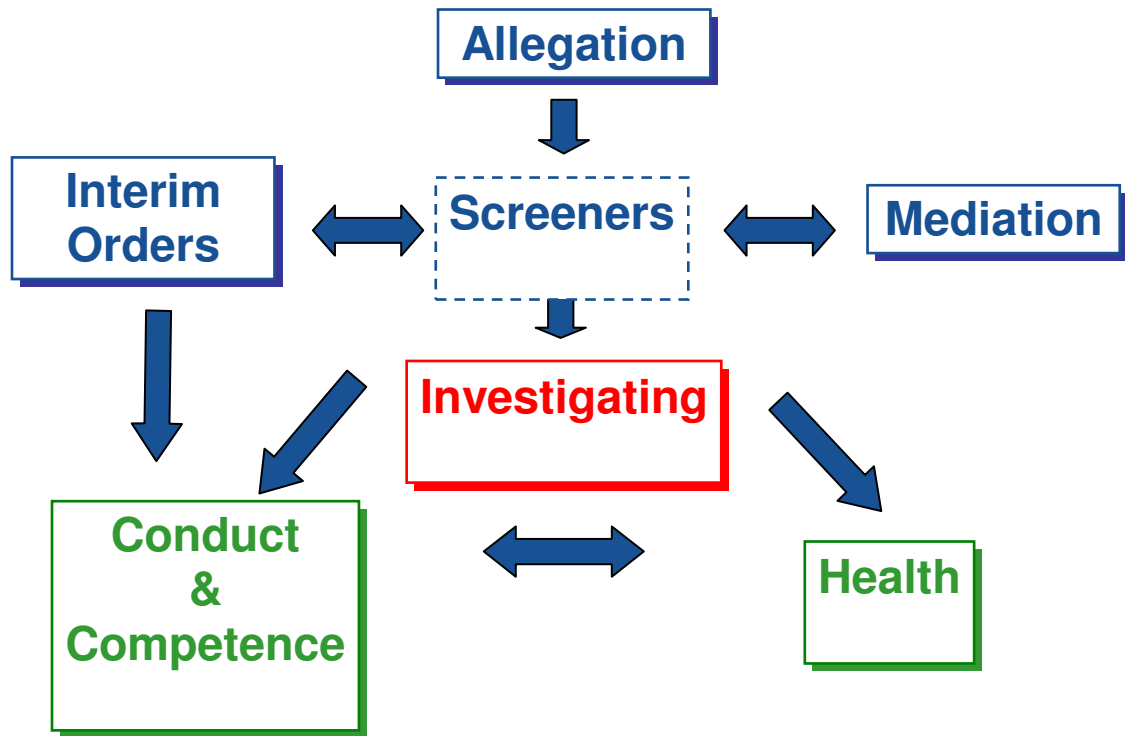 Allegation
Interim
Orders
Screeners
Mediation
Investigating
Conduct
&
Competence
Health